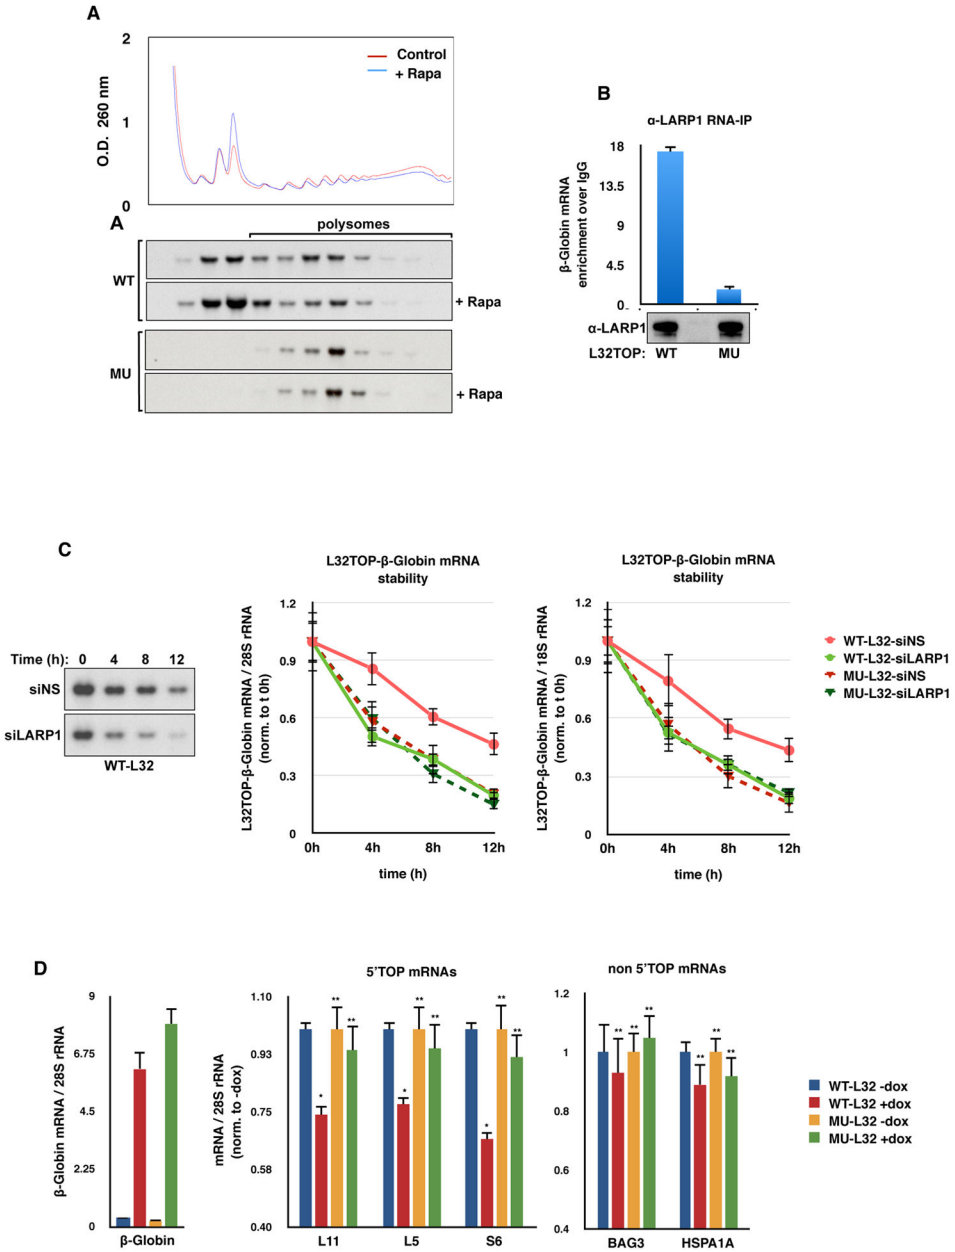 A
2
1
0
O.D. 260 nm
Control
+ Rapa
A
polysomes
WT
+ Rapa
MU
+ Rapa
B
α-LARP1 RNA-IP
β-Globin mRNA
enrichment over IgG
18
13.5
9
4.5
0
α-LARP1
L32TOP: WT MU
C
Time (h): 0 4 8 12
siNS
siLARP1
WT-L32
L32TOP-β-Globin mRNA
stability
L32TOP-β-Globin mRNA / 28S rRNA
(norm. to 0h)
1.2
0.9
0.6
0.3
0
0h 4h 8h 12h
time (h)
L32TOP-β-Globin mRNA
stability
L32TOP-β-Globin mRNA / 18S rRNA
(norm. to 0h)
1.2
0.9
0.6
0.3
0
0h 4h 8h 12h
time (h)
WT-L32-siNS
WT-L32-siLARP1
MU-L32-siNS
MU-L32-siLARP1
D
β-Globin mRNA / 28S rRNA
9
6.75
4.5
2.25
0
β-Globin
5'TOP mRNAs
mRNA / 28S rRNA
(norm. to -dox)
1.10
0.93
0.75
0.58
0.40
* ** ** * ** ** * ** **
L11 L5 S6
non 5'TOP mRNAs
1.2
1
0.8
0.6
0.4
** ** ** ** ** **
BAG3 HSPA1A
WT-L32 -dox
WT-L32 +dox
MU-L32 -dox
MU-L32 +dox